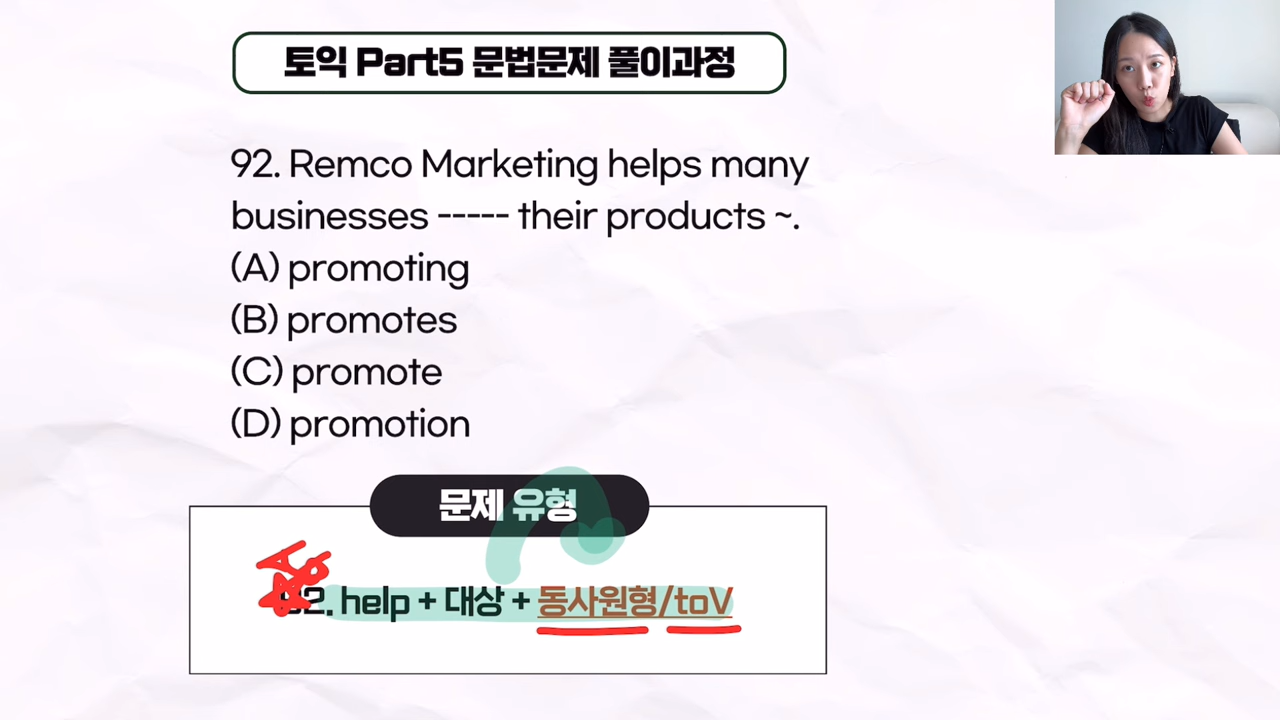 토익 Part5 문법문제 풀이과정
92. Remco Marketing helps many
businesses ----- their products ~.
(A) promoting
(B) promotes
(C) promote
(D) promotion
문제 유형
92. help + 대상 + 동사원형/toV